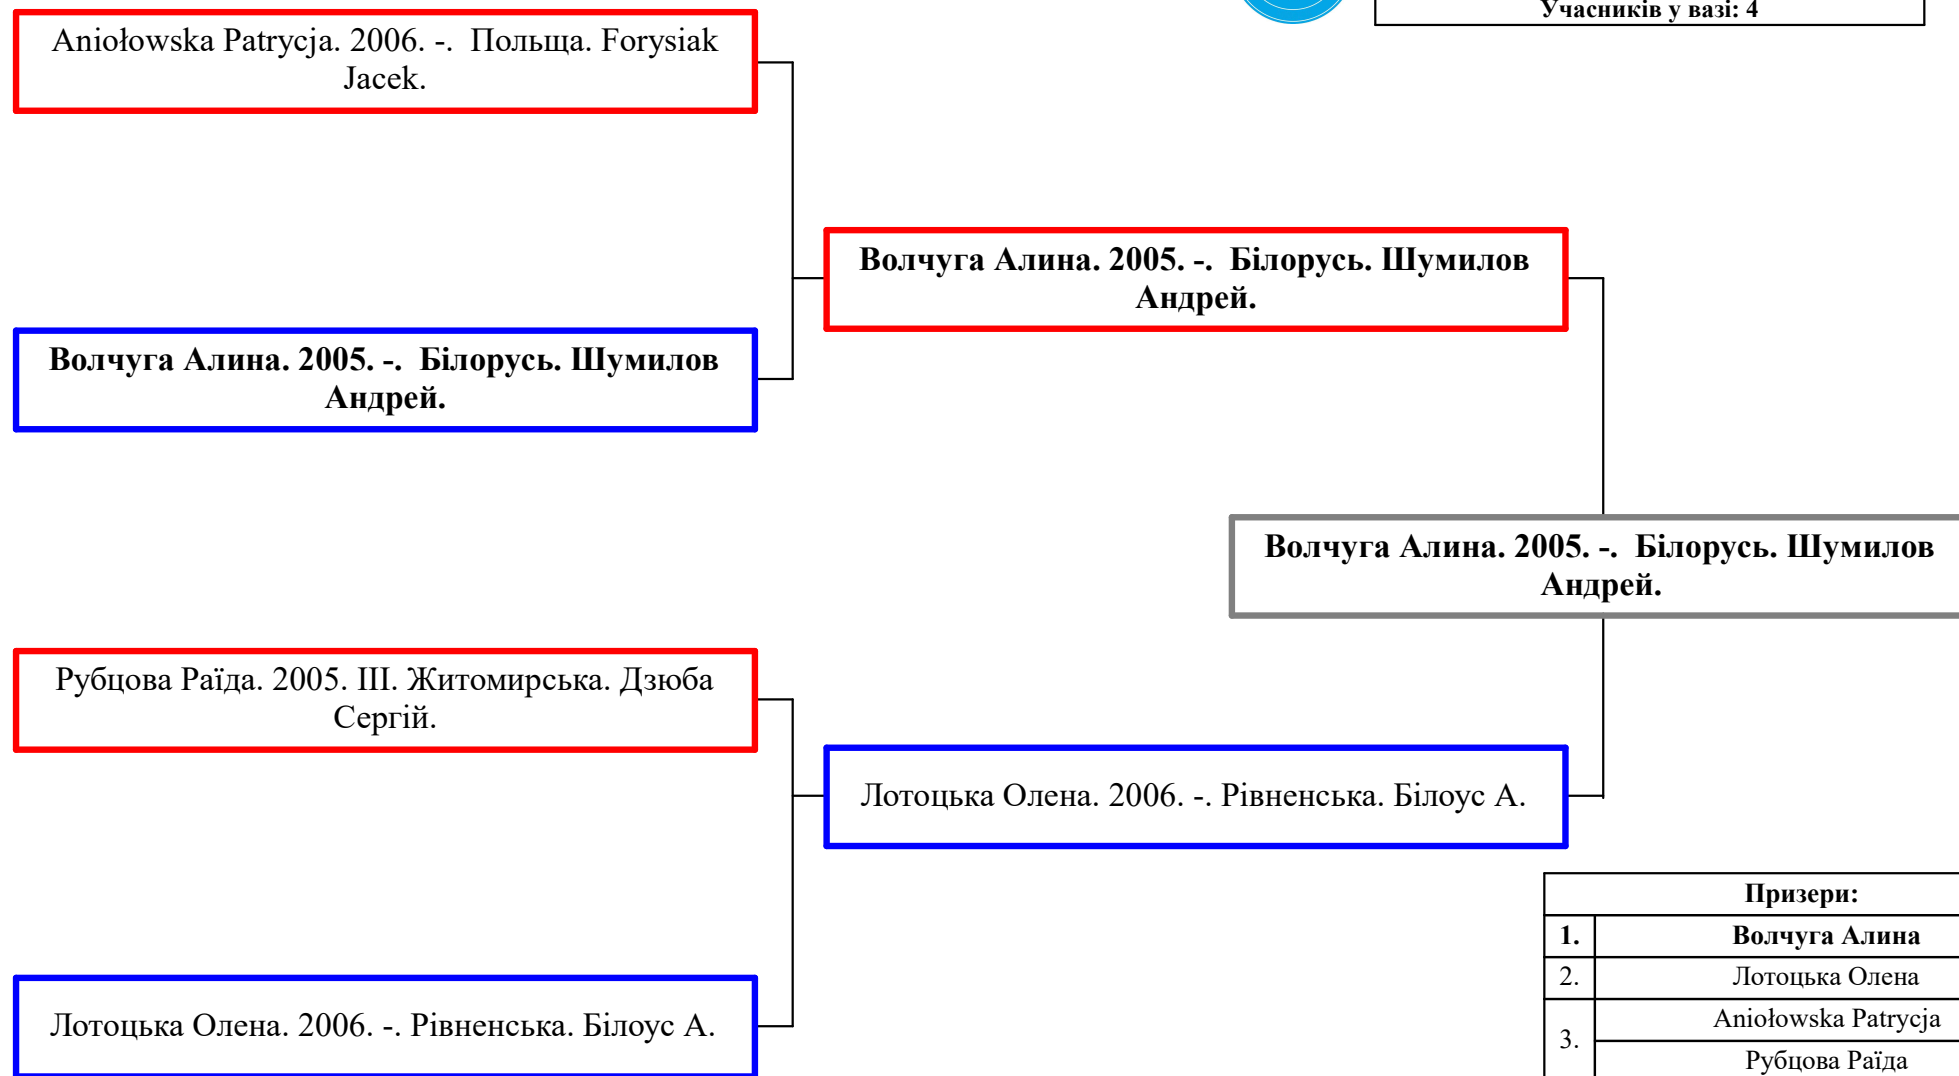 Учасників у вазі: 4
Aniołowska Patrycja. 2006. -. Польща. Forysiak
Jacek.
Волчуга Алина. 2005. -. Білорусь. Шумилов
Андрей.
Волчуга Алина. 2005. -. Білорусь. Шумилов
Андрей.
Волчуга Алина. 2005. -. Білорусь. Шумилов
Андрей.
Рубцова Раїда. 2005. III. Житомирська. Дзюба
Сергій.
Лотоцька Олена. 2006. -. Рівненська. Білоус А.
Лотоцька Олена. 2006. -. Рівненська. Білоус А.
Призери:
1. Волчуга Алина
2. Лотоцька Олена
3. Aniołowska Patrycja
Рубцова Раїда